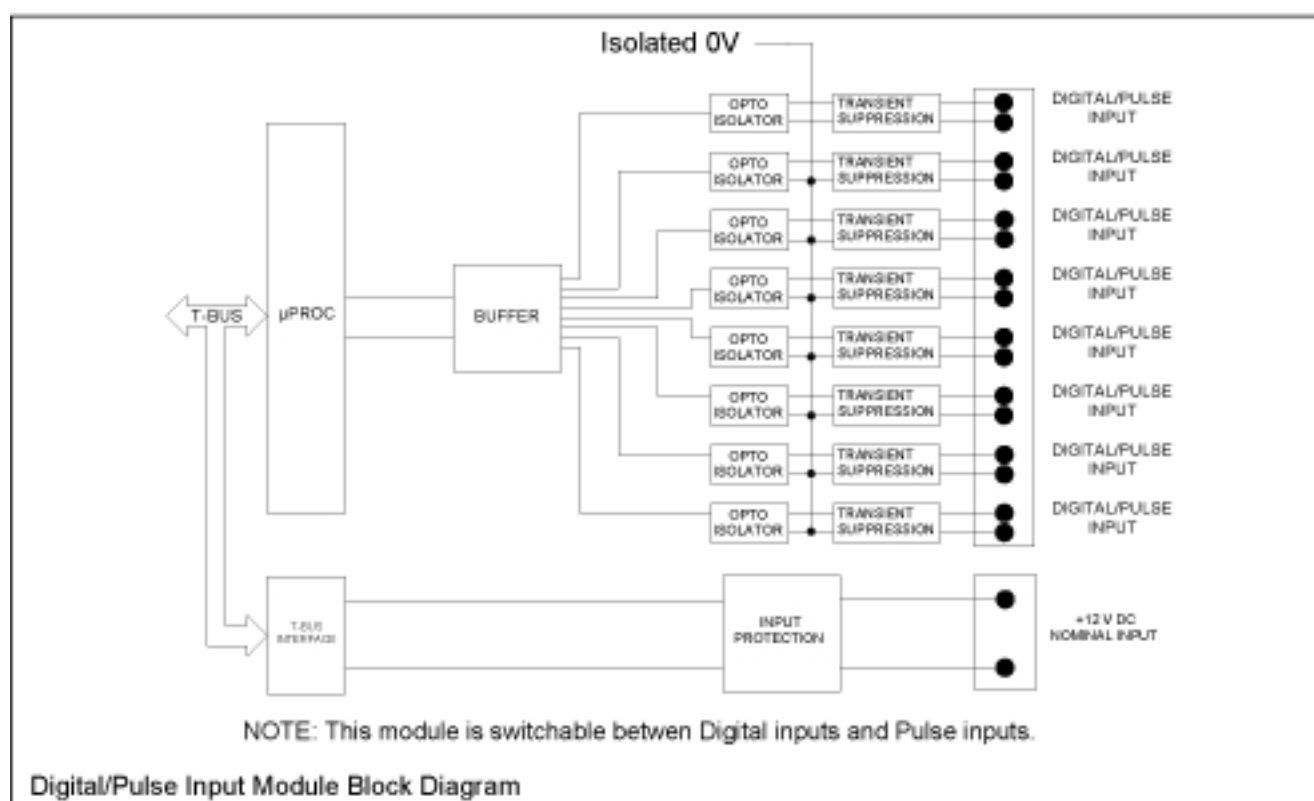 Isolated 0V
OPTO
ISOLATOR
TRANSIENT
SUPPRESSION
DIGITAL/PULSE
INPUT
OPTO
ISOLATOR
TRANSIENT
SUPPRESSION
DIGITAL/PULSE
INPUT
OPTO
ISOLATOR
TRANSIENT
SUPPRESSION
DIGITAL/PULSE
INPUT
OPTO
ISOLATOR
TRANSIENT
SUPPRESSION
DIGITAL/PULSE
INPUT
T-BUS
µPROC
BUFFER
OPTO
ISOLATOR
TRANSIENT
SUPPRESSION
DIGITAL/PULSE
INPUT
OPTO
ISOLATOR
TRANSIENT
SUPPRESSION
DIGITAL/PULSE
INPUT
OPTO
ISOLATOR
TRANSIENT
SUPPRESSION
DIGITAL/PULSE
INPUT
OPTO
ISOLATOR
TRANSIENT
SUPPRESSION
DIGITAL/PULSE
INPUT
T-BUS
INTERFACE
INPUT
PROTECTION
+12 V DC
NOMINAL INPUT
NOTE: This module is switchable betwen Digital inputs and Pulse inputs.
Digital/Pulse Input Module Block Diagram